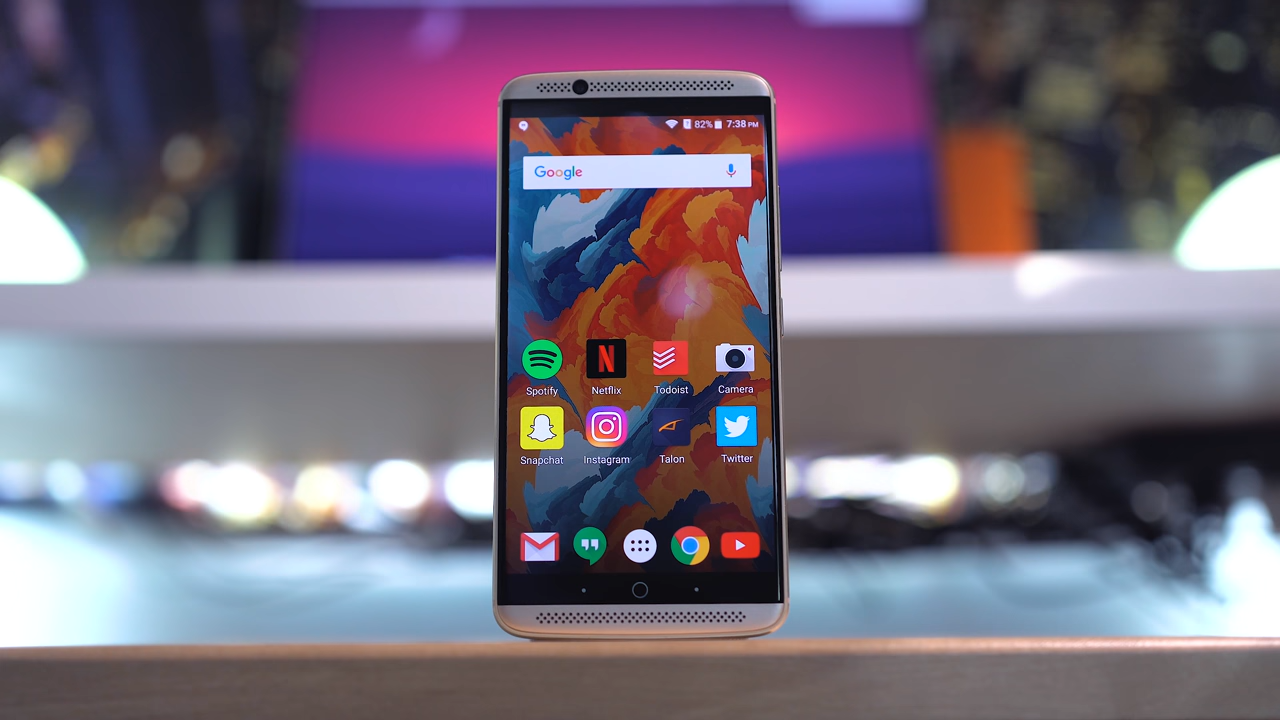 82% 7:38 PM
Google
Spotify Netflix Todoist Camera
Snapchat Instagram Talon Twitter